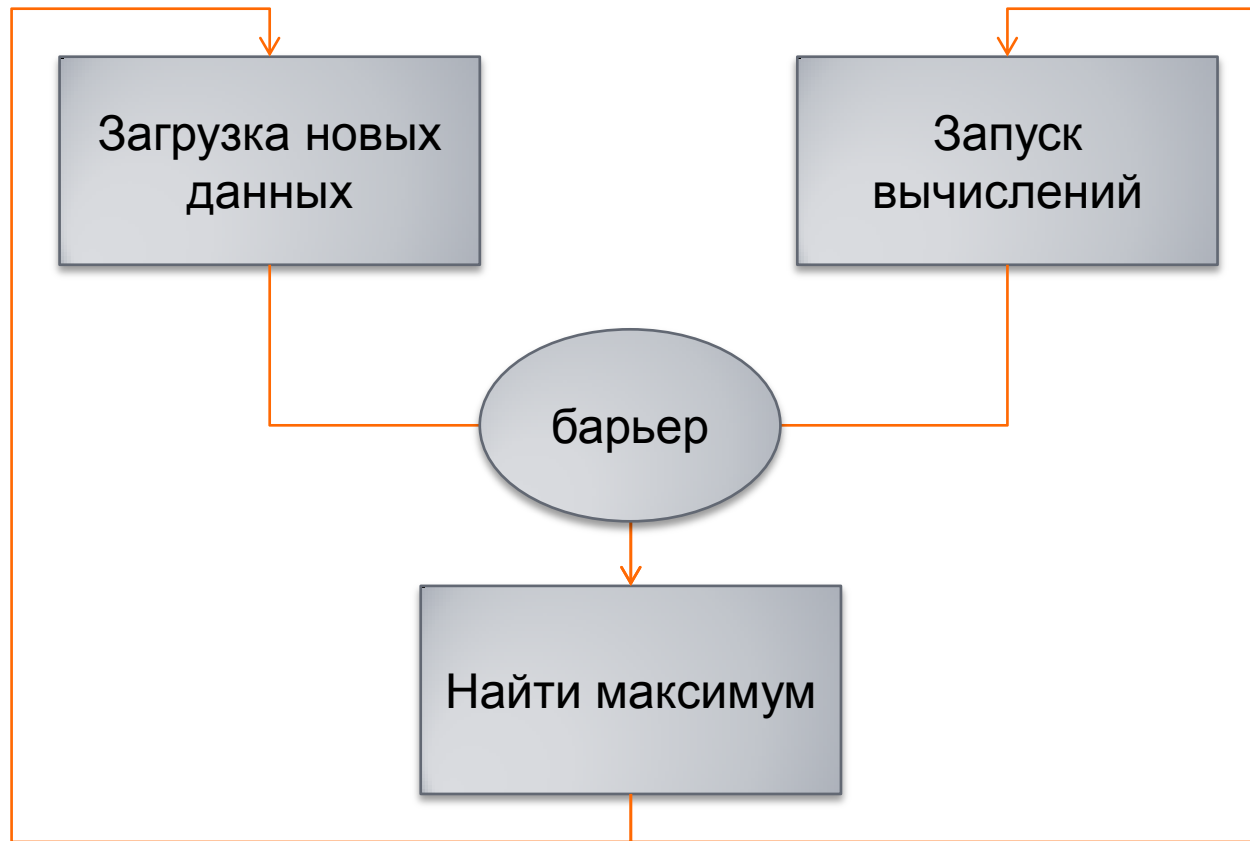 Загрузка новых
данных
Запуск
вычислений
барьер
Найти максимум